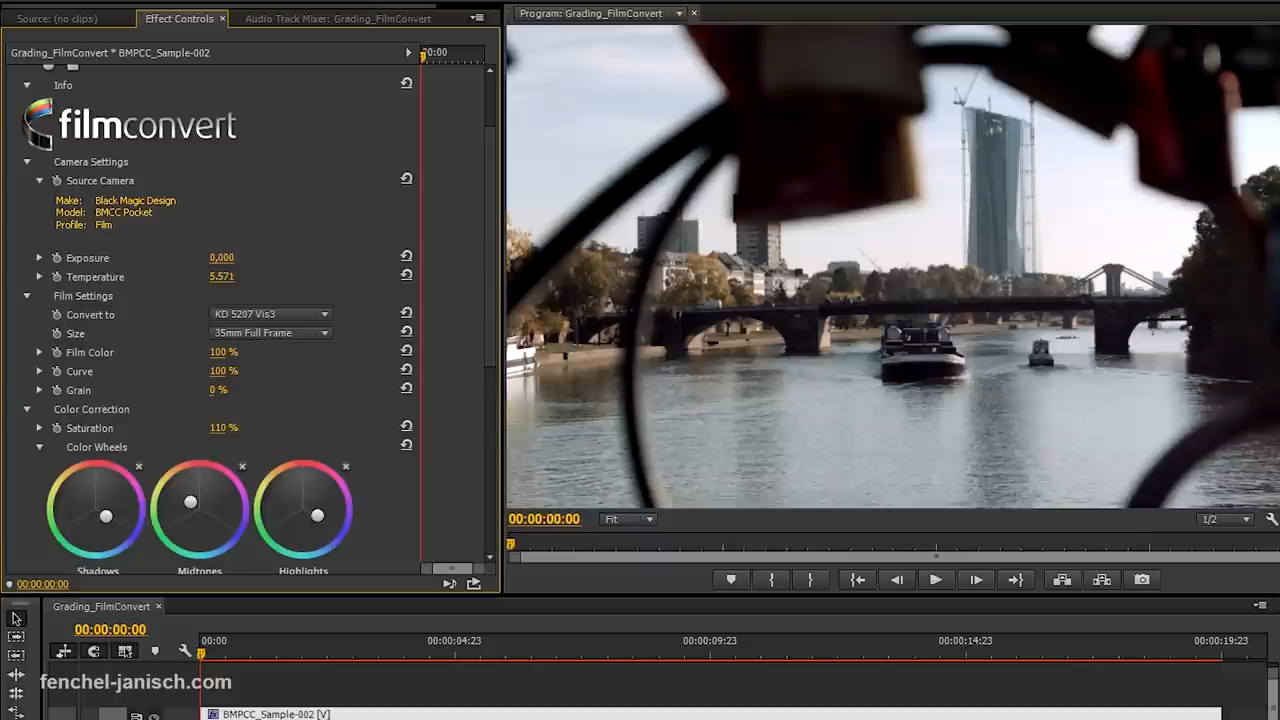 Source: (no clips)
Effect Controls
Audio Track Mixer: Grading_FilmConvert
Program: Grading_FilmConvert
Grading_FilmConvert * BMPCC_Sample-002
00:00
Info
filmconvert
Camera Settings
Source Camera
Make: Black Magic Design
Model: BMCC Pocket
Profile: Film
Exposure 0,000
Temperature 5.571
Film Settings
Convert to KD 5207 Vis3
Size 35mm Full Frame
Film Color 100 %
Curve 100 %
Grain 0 %
Color Correction
Saturation 110 %
Color Wheels
Shadows Midtones Highlights
00:00:00:00
00:00:00:00 Fit 1/2
Grading_FilmConvert
00:00:00:00
00:00 00:00:04:23 00:00:09:23 00:00:14:23 00:00:19:23
fenchel-janisch.com
fx BMPCC_Sample-002 [V]